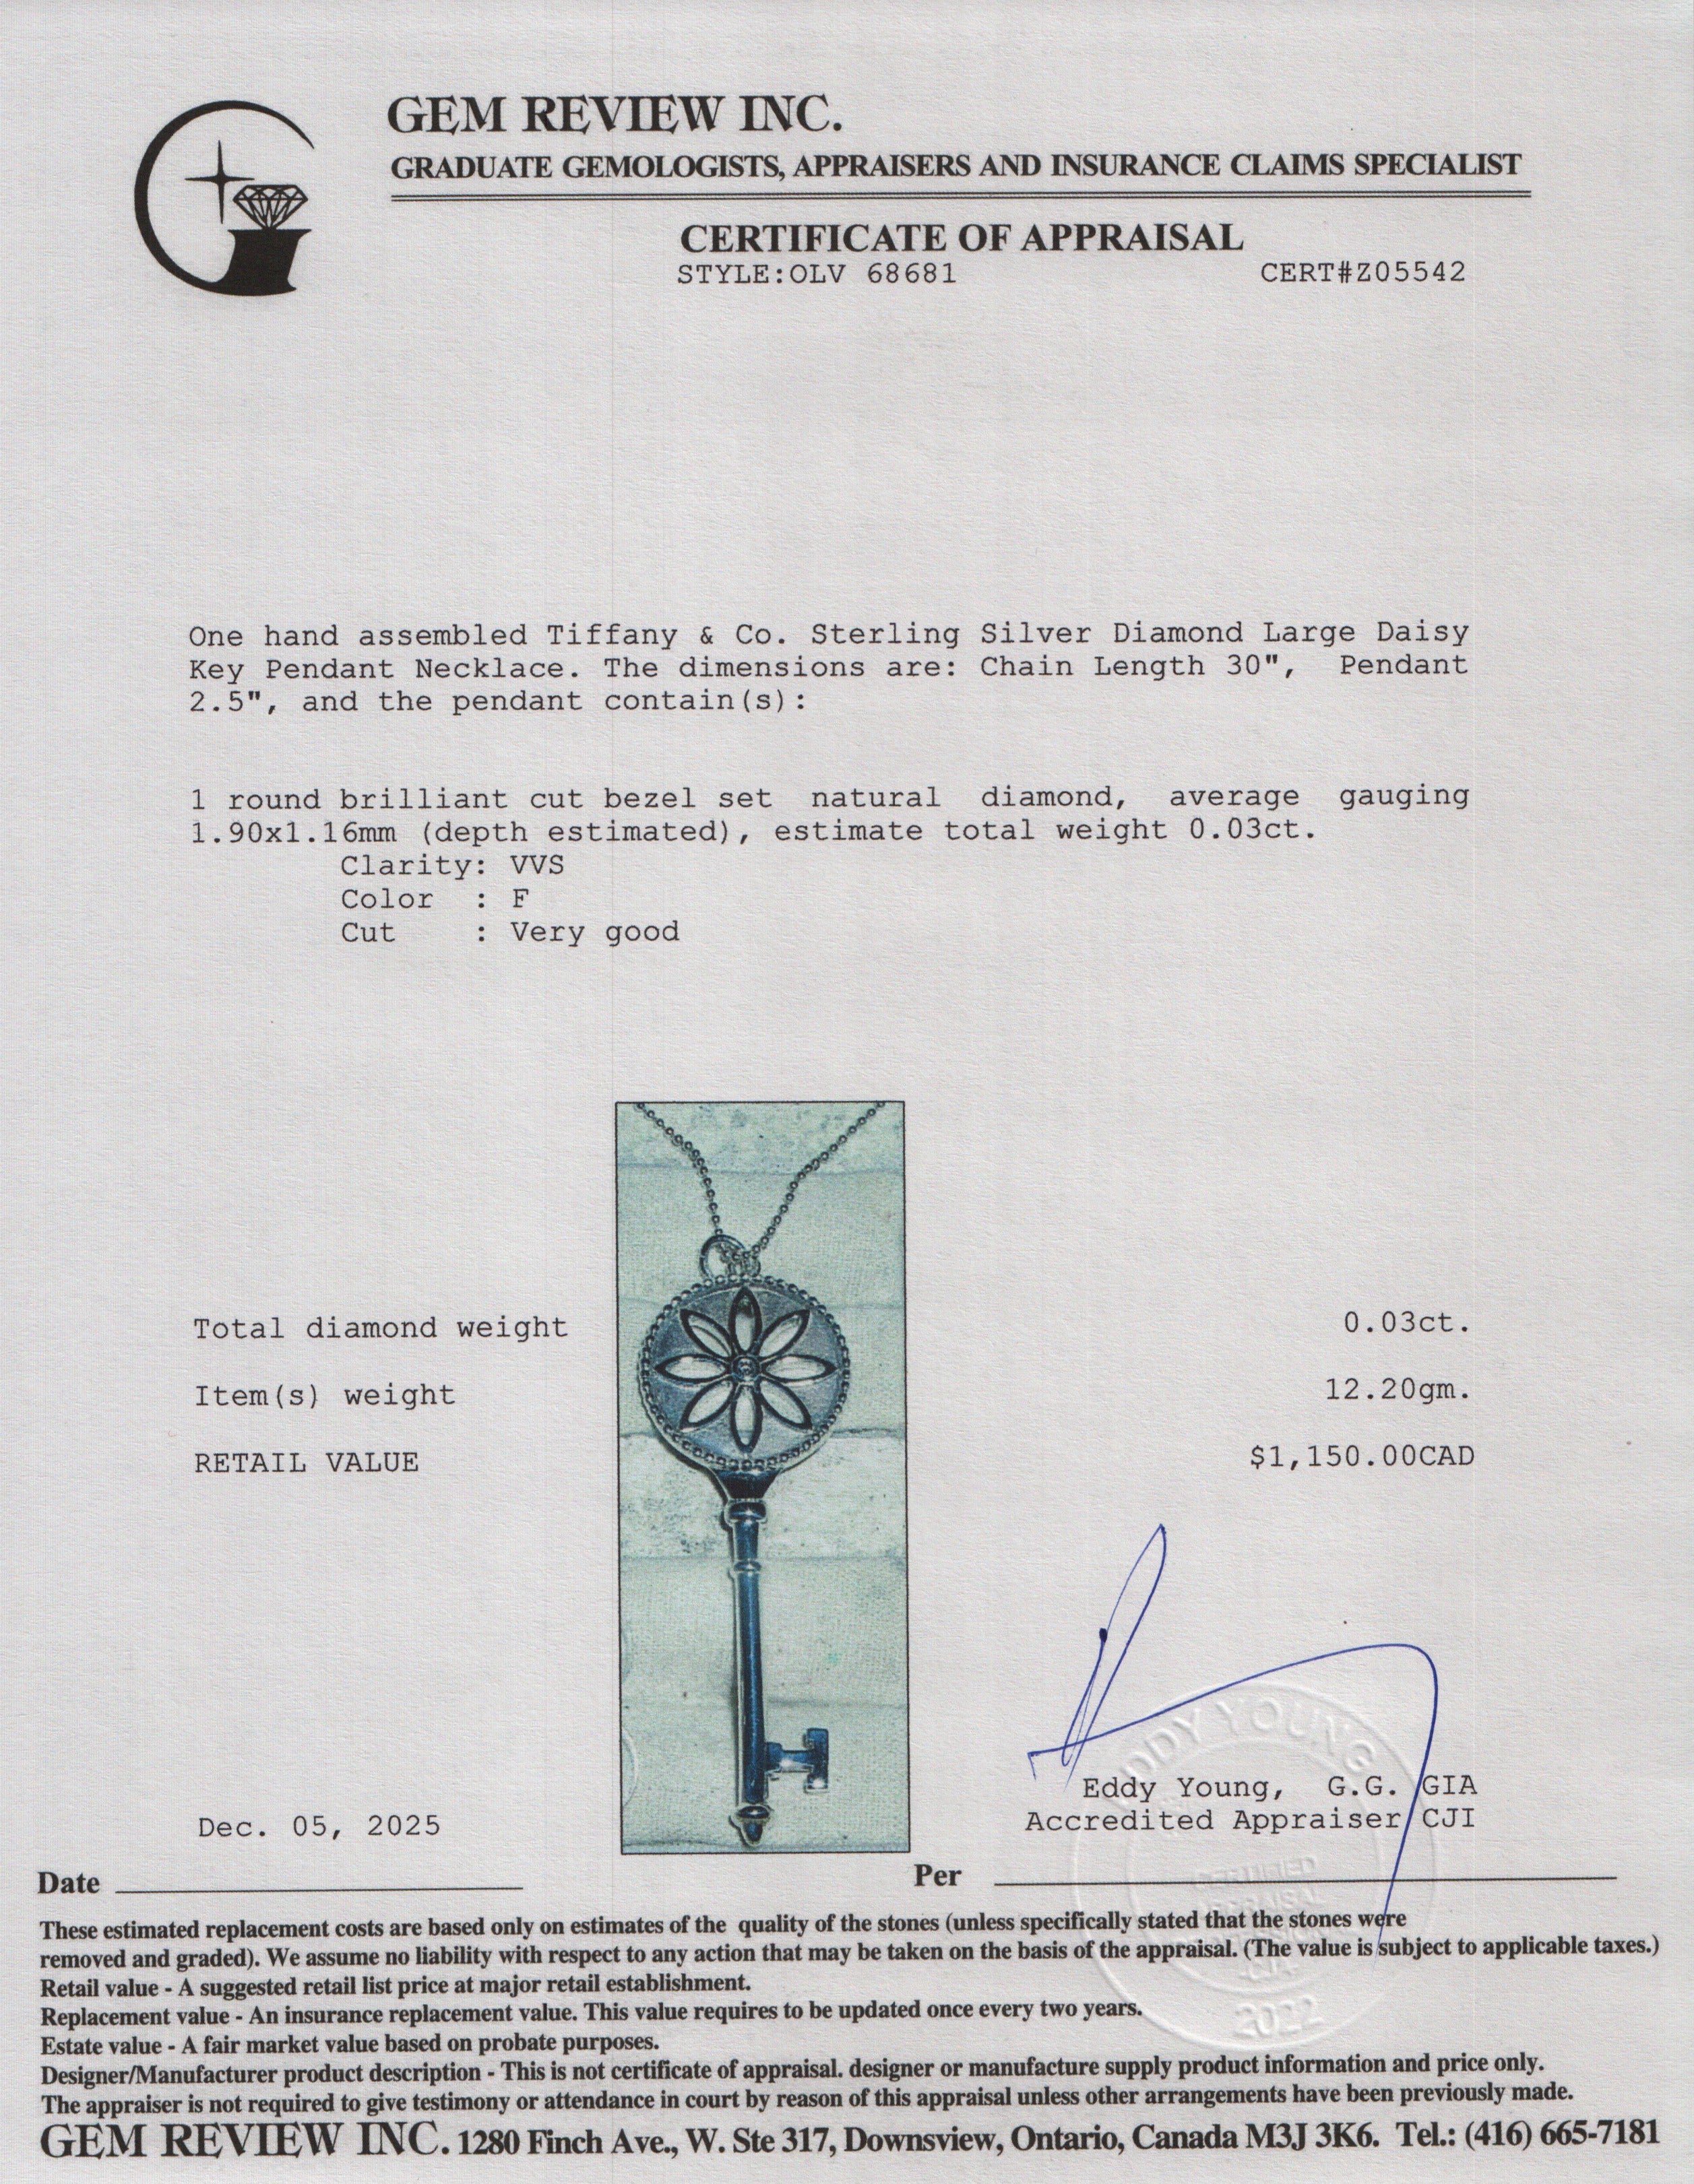 GEM REVIEW INC.
GRADUATE GEMOLOGISTS, APPRAISERS AND INSURANCE CLAIMS SPECIALIST
CERTIFICATE OF APPRAISAL
STYLE:OLV 68681 CERT#Z05542
One hand assembled Tiffany & Co. Sterling Silver Diamond Large Daisy
Key Pendant Necklace. The dimensions are: Chain Length 30", Pendant
2.5", and the pendant contain(s):
1 round brilliant cut bezel set natural diamond, average gauging
1.90x1.16mm (depth estimated), estimate total weight 0.03ct.
Clarity: VVS
Color : F
Cut : Very good
Total diamond weight 0.03ct.
Item(s) weight 12.20gm.
RETAIL VALUE $1,150.00CAD
EDDY YOUNG
Eddy Young, G.G. GIA
Accredited Appraiser CJI
Dec. 05, 2025
CERTIFIED
APPRAISAL
2022
Date Per
These estimated replacement costs are based only on estimates of the quality of the stones (unless specifically stated that the stones were
removed and graded). We assume no liability with respect to any action that may be taken on the basis of the appraisal. (The value is subject to applicable taxes.)
Retail value - A suggested retail list price at major retail establishment.
Replacement value - An insurance replacement value. This value requires to be updated once every two years.
Estate value - A fair market value based on probate purposes.
Designer/Manufacturer product description - This is not certificate of appraisal. designer or manufacture supply product information and price only.
The appraiser is not required to give testimony or attendance in court by reason of this appraisal unless other arrangements have been previously made.
GEM REVIEW INC. 1280 Finch Ave., W. Ste 317, Downsview, Ontario, Canada M3J 3K6. Tel.: (416) 665-7181